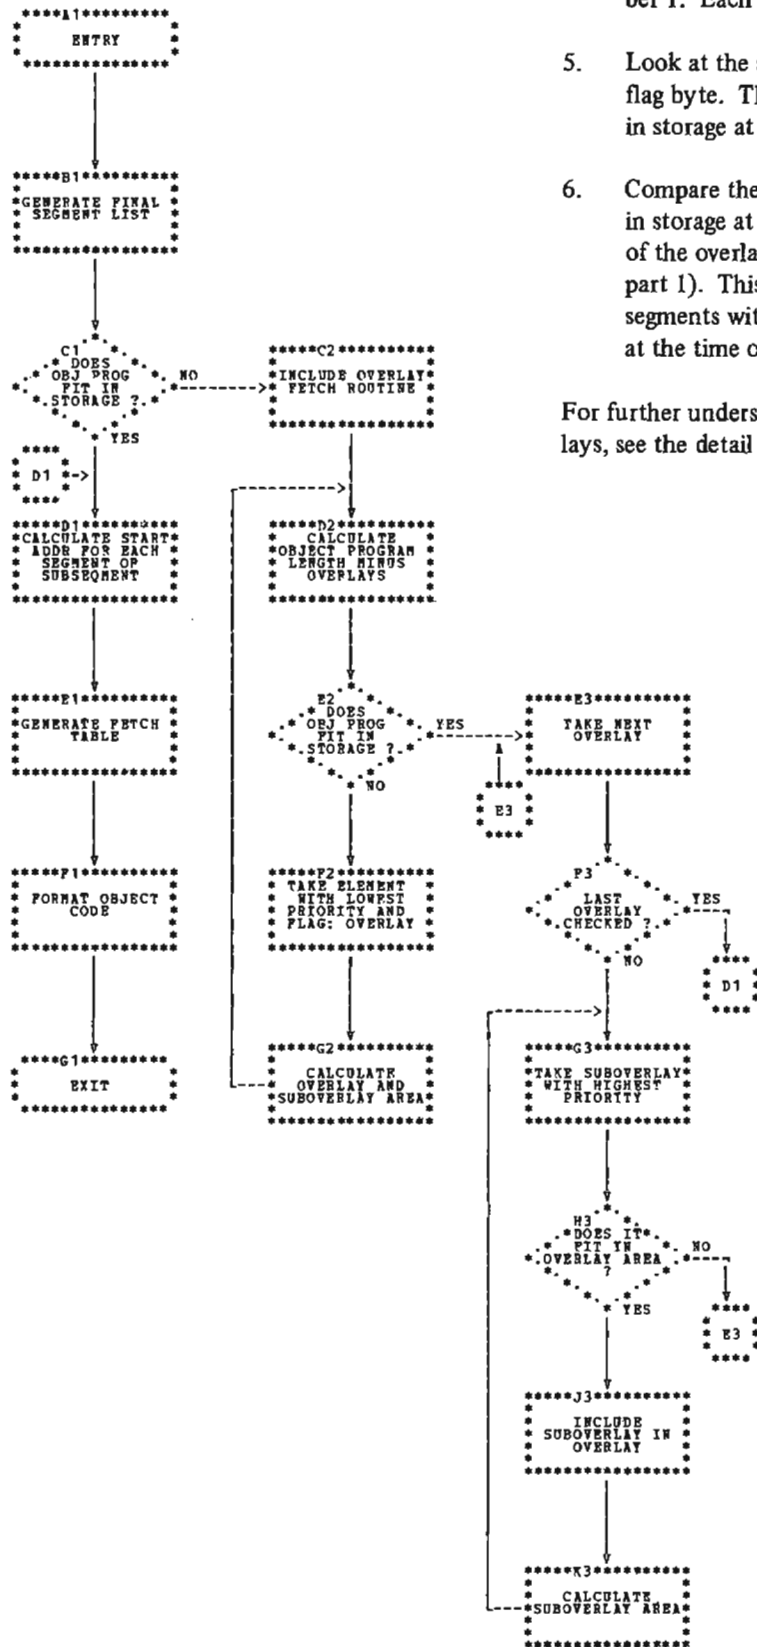 A1
ENTRY
B1
GENERATE FINAL
SEGMENT LIST
C1
DOES
OBJ PROG
FIT IN
STORAGE ?
NO
YES
D1
D1
CALCULATE START
ADDR FOR EACH
SEGMENT OR
SUBSEQMENT
E1
GENERATE FETCH
TABLE
F1
FORMAT OBJECT
CODE
G1
EXIT
C2
INCLUDE OVERLAY
FETCH ROUTINE
D2
CALCULATE
OBJECT PROGRAM
LENGTH MINUS
OVERLAYS
E2
DOES
OBJ PROG
FIT IN
STORAGE ?
YES
NO
F2
TAKE ELEMENT
WITH LOWEST
PRIORITY AND
FLAG: OVERLAY
G2
CALCULATE
OVERLAY AND
SUBOVERLAY AREA
E3
TAKE NEXT
OVERLAY
E3
F3
LAST
OVERLAY
CHECKED ?
YES
NO
D1
G3
TAKE SUBOVERLAY
WITH HIGHEST
PRIORITY
H3
DOES IT
FIT IN
OVERLAY AREA
?
NO
YES
E3
J3
INCLUDE
SUBOVERLAY IN
OVERLAY
K3
CALCULATE
SUBOVERLAY AREA
1. Each
5. Look at the
flag byte.
in storage at
6. Compare the
in storage at
of the
part 1). This
segments
at the time
For further
lays, see the detail